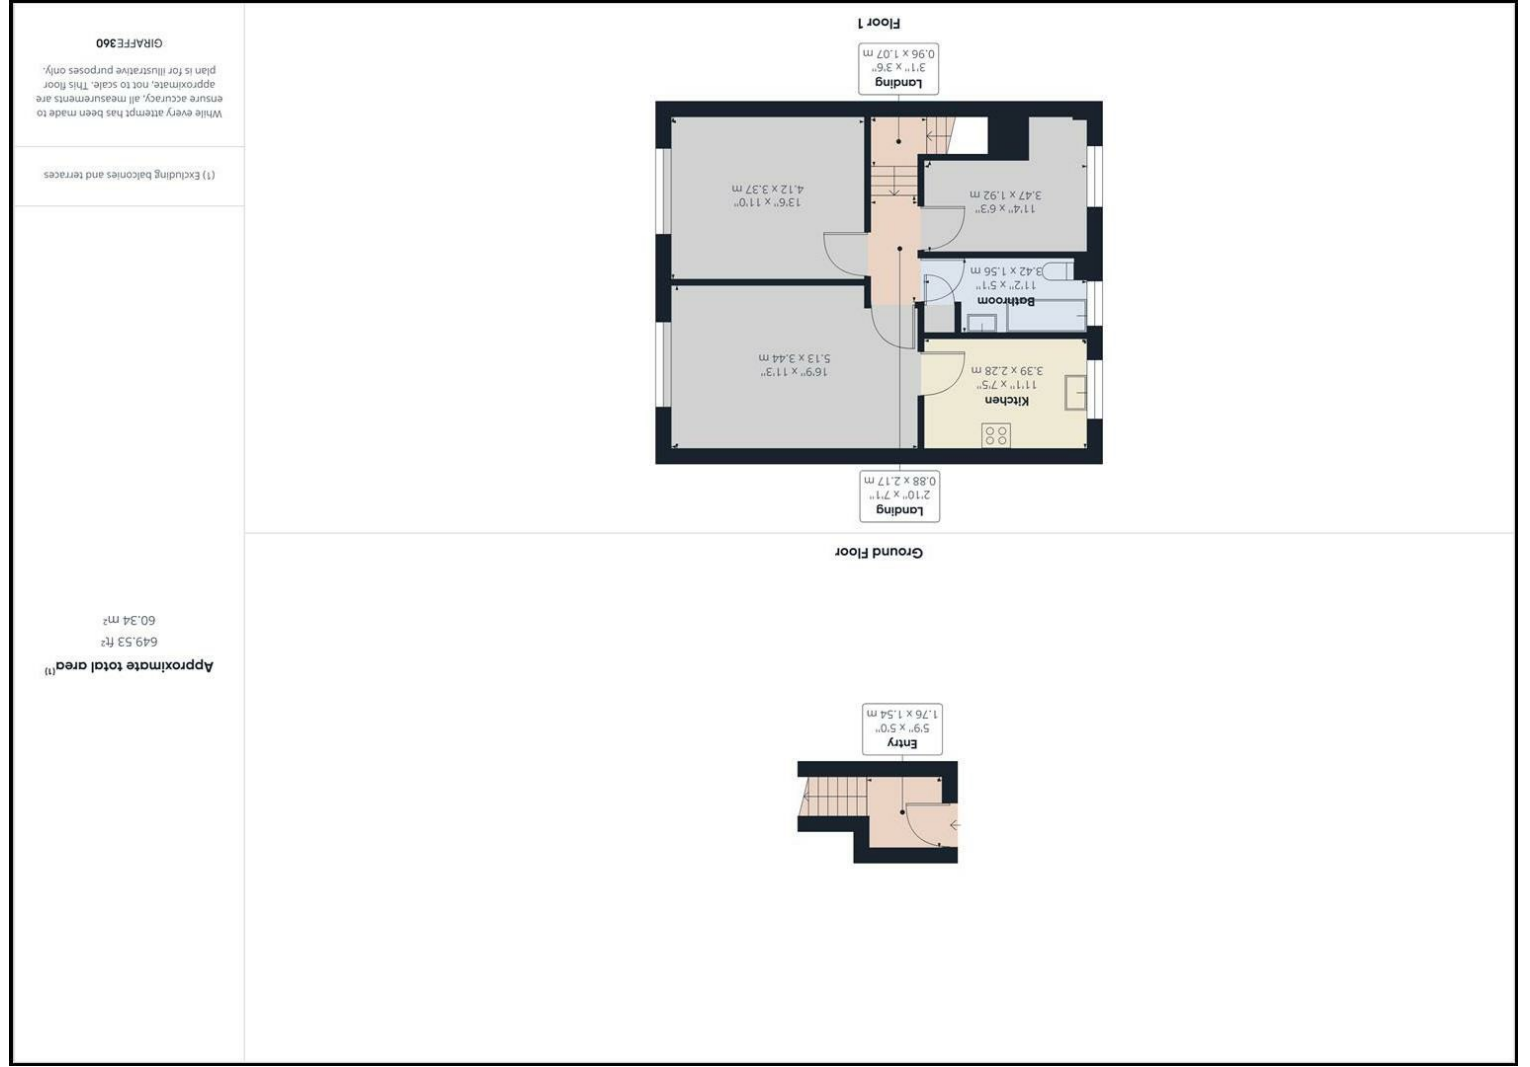 Entry
5'9" x 5'0"
1.76 x 1.54 m
Ground Floor
Landing
2'10" x 7'1"
0.88 x 2.17 m
Kitchen
11'1" x 7'5"
3.39 x 2.28 m
16'9" x 11'3"
5.13 x 3.44 m
Bathroom
11'2" x 5'1"
3.42 x 1.56 m
11'4" x 6'3"
3.47 x 1.92 m
13'6" x 11'0"
4.12 x 3.37 m
Landing
3'1" x 3'6"
0.96 x 1.07 m
Floor 1
Approximate total area(1)
649.53 ft²
60.34 m²
(1) Excluding balconies and terraces
While every attempt has been made to
ensure accuracy, all measurements are
approximate, not to scale. This floor
plan is for illustrative purposes only.
GIRAFFE360